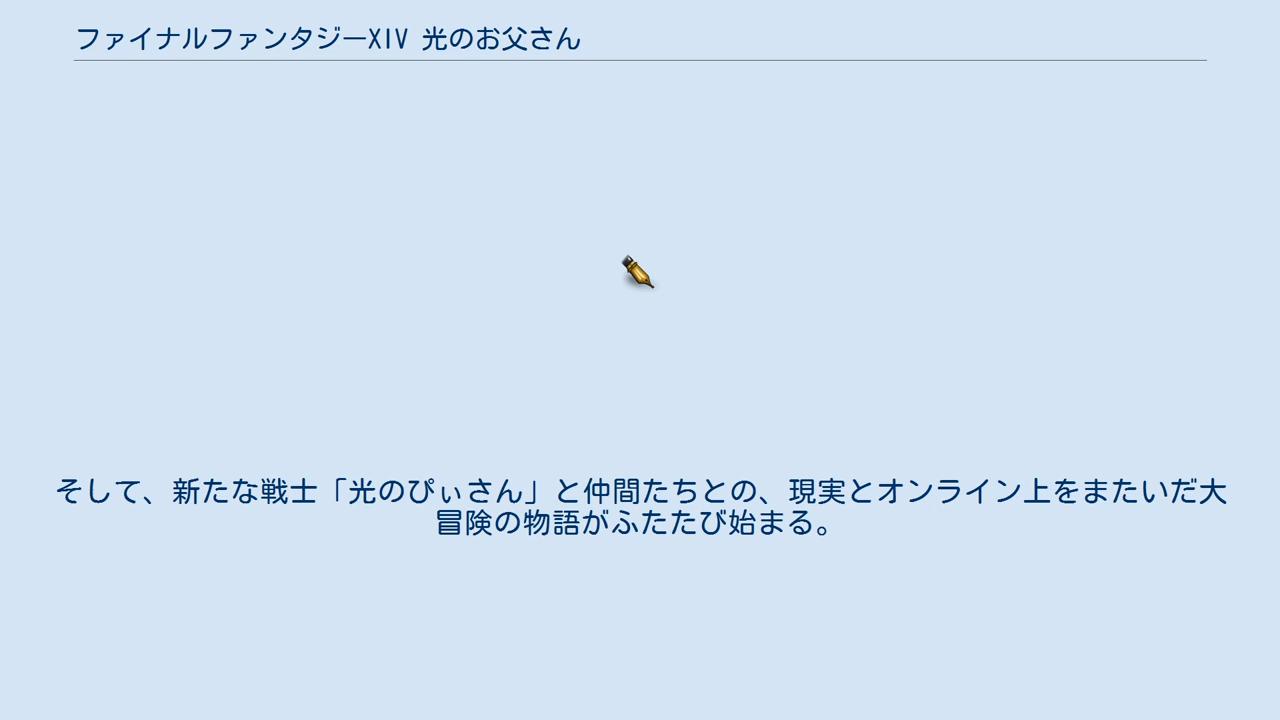 ファイナルファンタジーXIV 光のお父さん
そして、新たな戦士「光のぴぃさん」と仲間たちとの、現実とオンライン上をまたいだ大
冒険の物語がふたたび始まる。